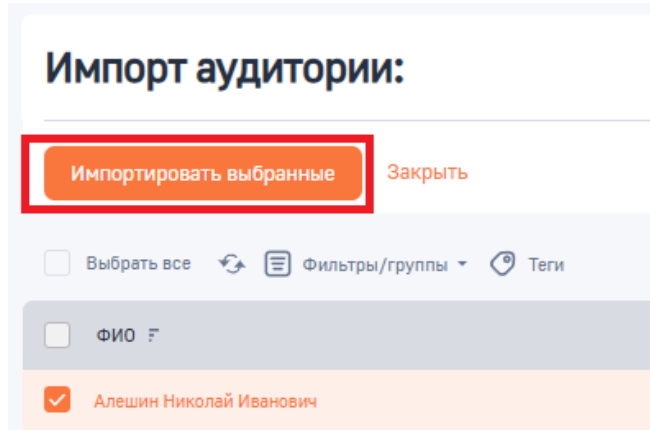 Импорт аудитории:
Импортировать выбранные Закрыть
Выбрать все Фильтры/группы Теги
ФИО
Алешин Николай Иванович